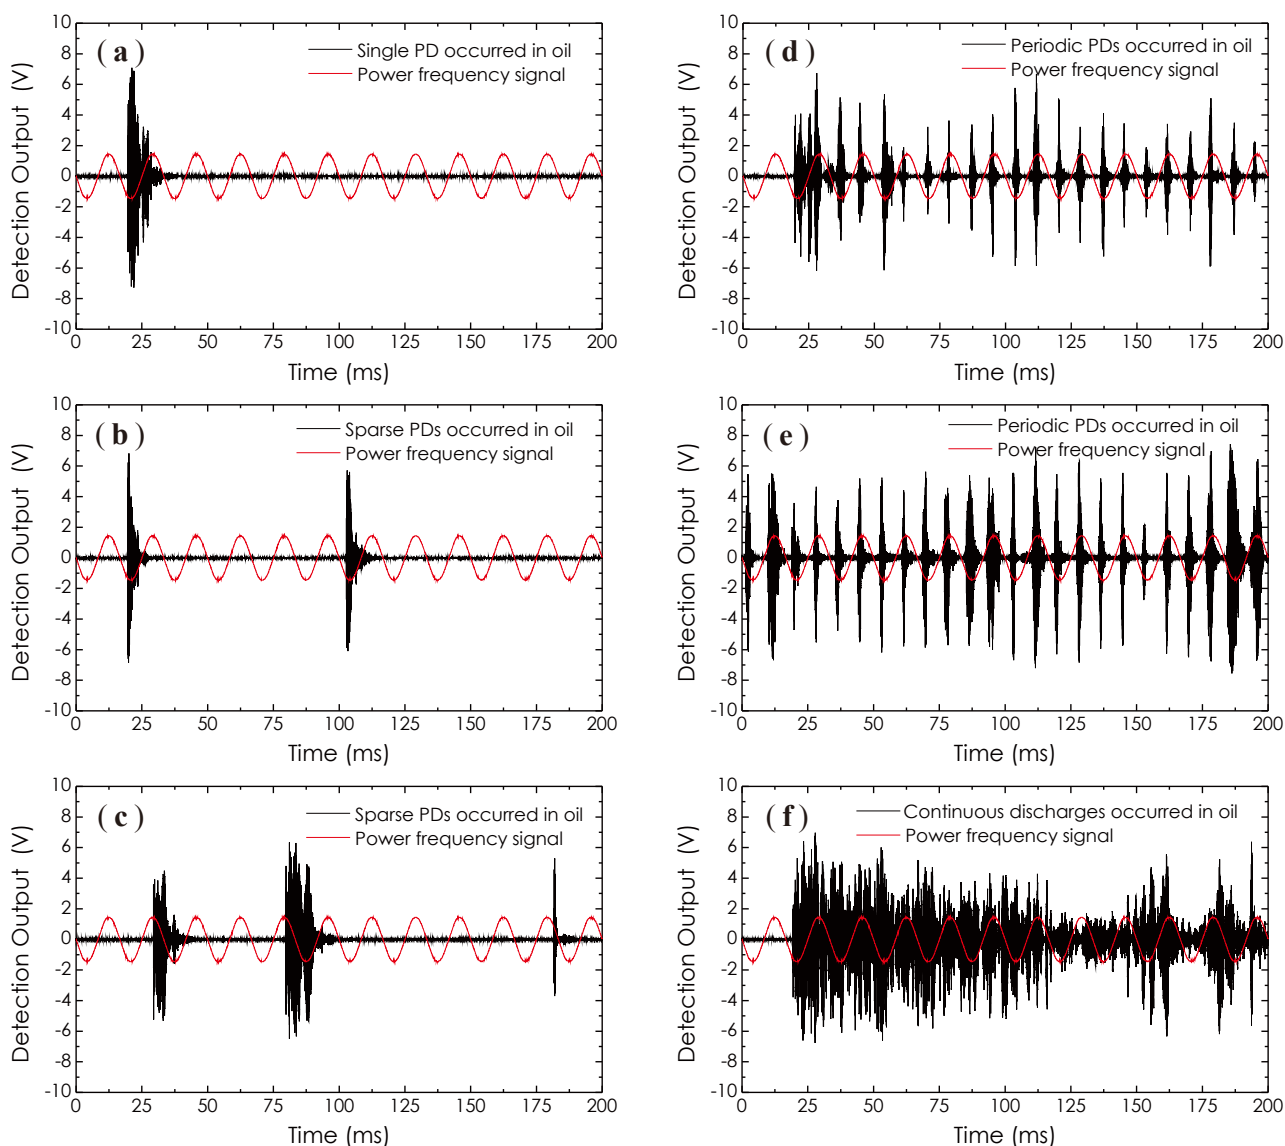 (a)
Single PD occurred in oil
Power frequency signal
Detection Output (V)
10
8
6
4
2
0
-2
-4
-6
-8
-10
0 25 50 75 100 125 150 175 200
Time (ms)
(b)
Sparse PDs occurred in oil
Power frequency signal
Detection Output (V)
10
8
6
4
2
0
-2
-4
-6
-8
-10
0 25 50 75 100 125 150 175 200
Time (ms)
(c)
Sparse PDs occurred in oil
Power frequency signal
Detection Output (V)
10
8
6
4
2
0
-2
-4
-6
-8
-10
0 25 50 75 100 125 150 175 200
Time (ms)
(d)
Periodic PDs occurred in oil
Power frequency signal
Detection Output (V)
10
8
6
4
2
0
-2
-4
-6
-8
-10
0 25 50 75 100 125 150 175 200
Time (ms)
(e)
Periodic PDs occurred in oil
Power frequency signal
Detection Output (V)
10
8
6
4
2
0
-2
-4
-6
-8
-10
0 25 50 75 100 125 150 175 200
Time (ms)
(f)
Continuous discharges occurred in oil
Power frequency signal
Detection Output (V)
10
8
6
4
2
0
-2
-4
-6
-8
-10
0 25 50 75 100 125 150 175 200
Time (ms)